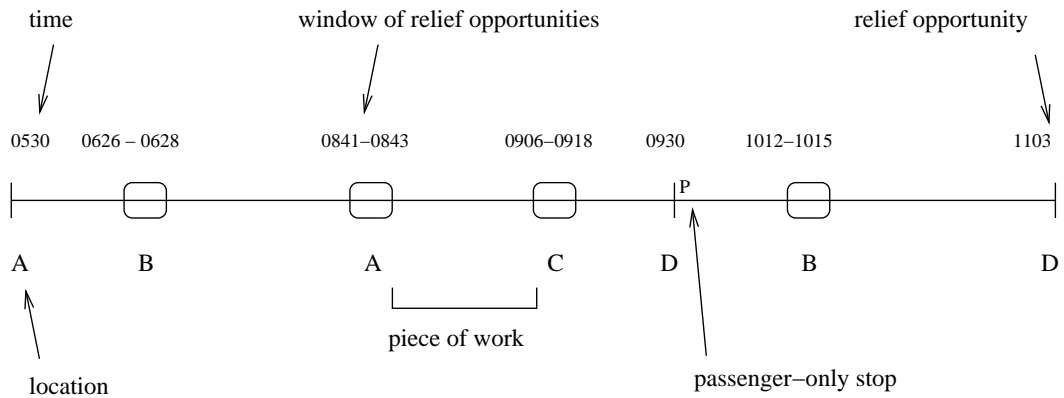 time window of relief opportunities relief opportunity
0530 0626 – 0628 0841–0843 0906–0918 0930 1012–1015 1103
P
A B A C D B D
piece of work
passenger–only stop
location